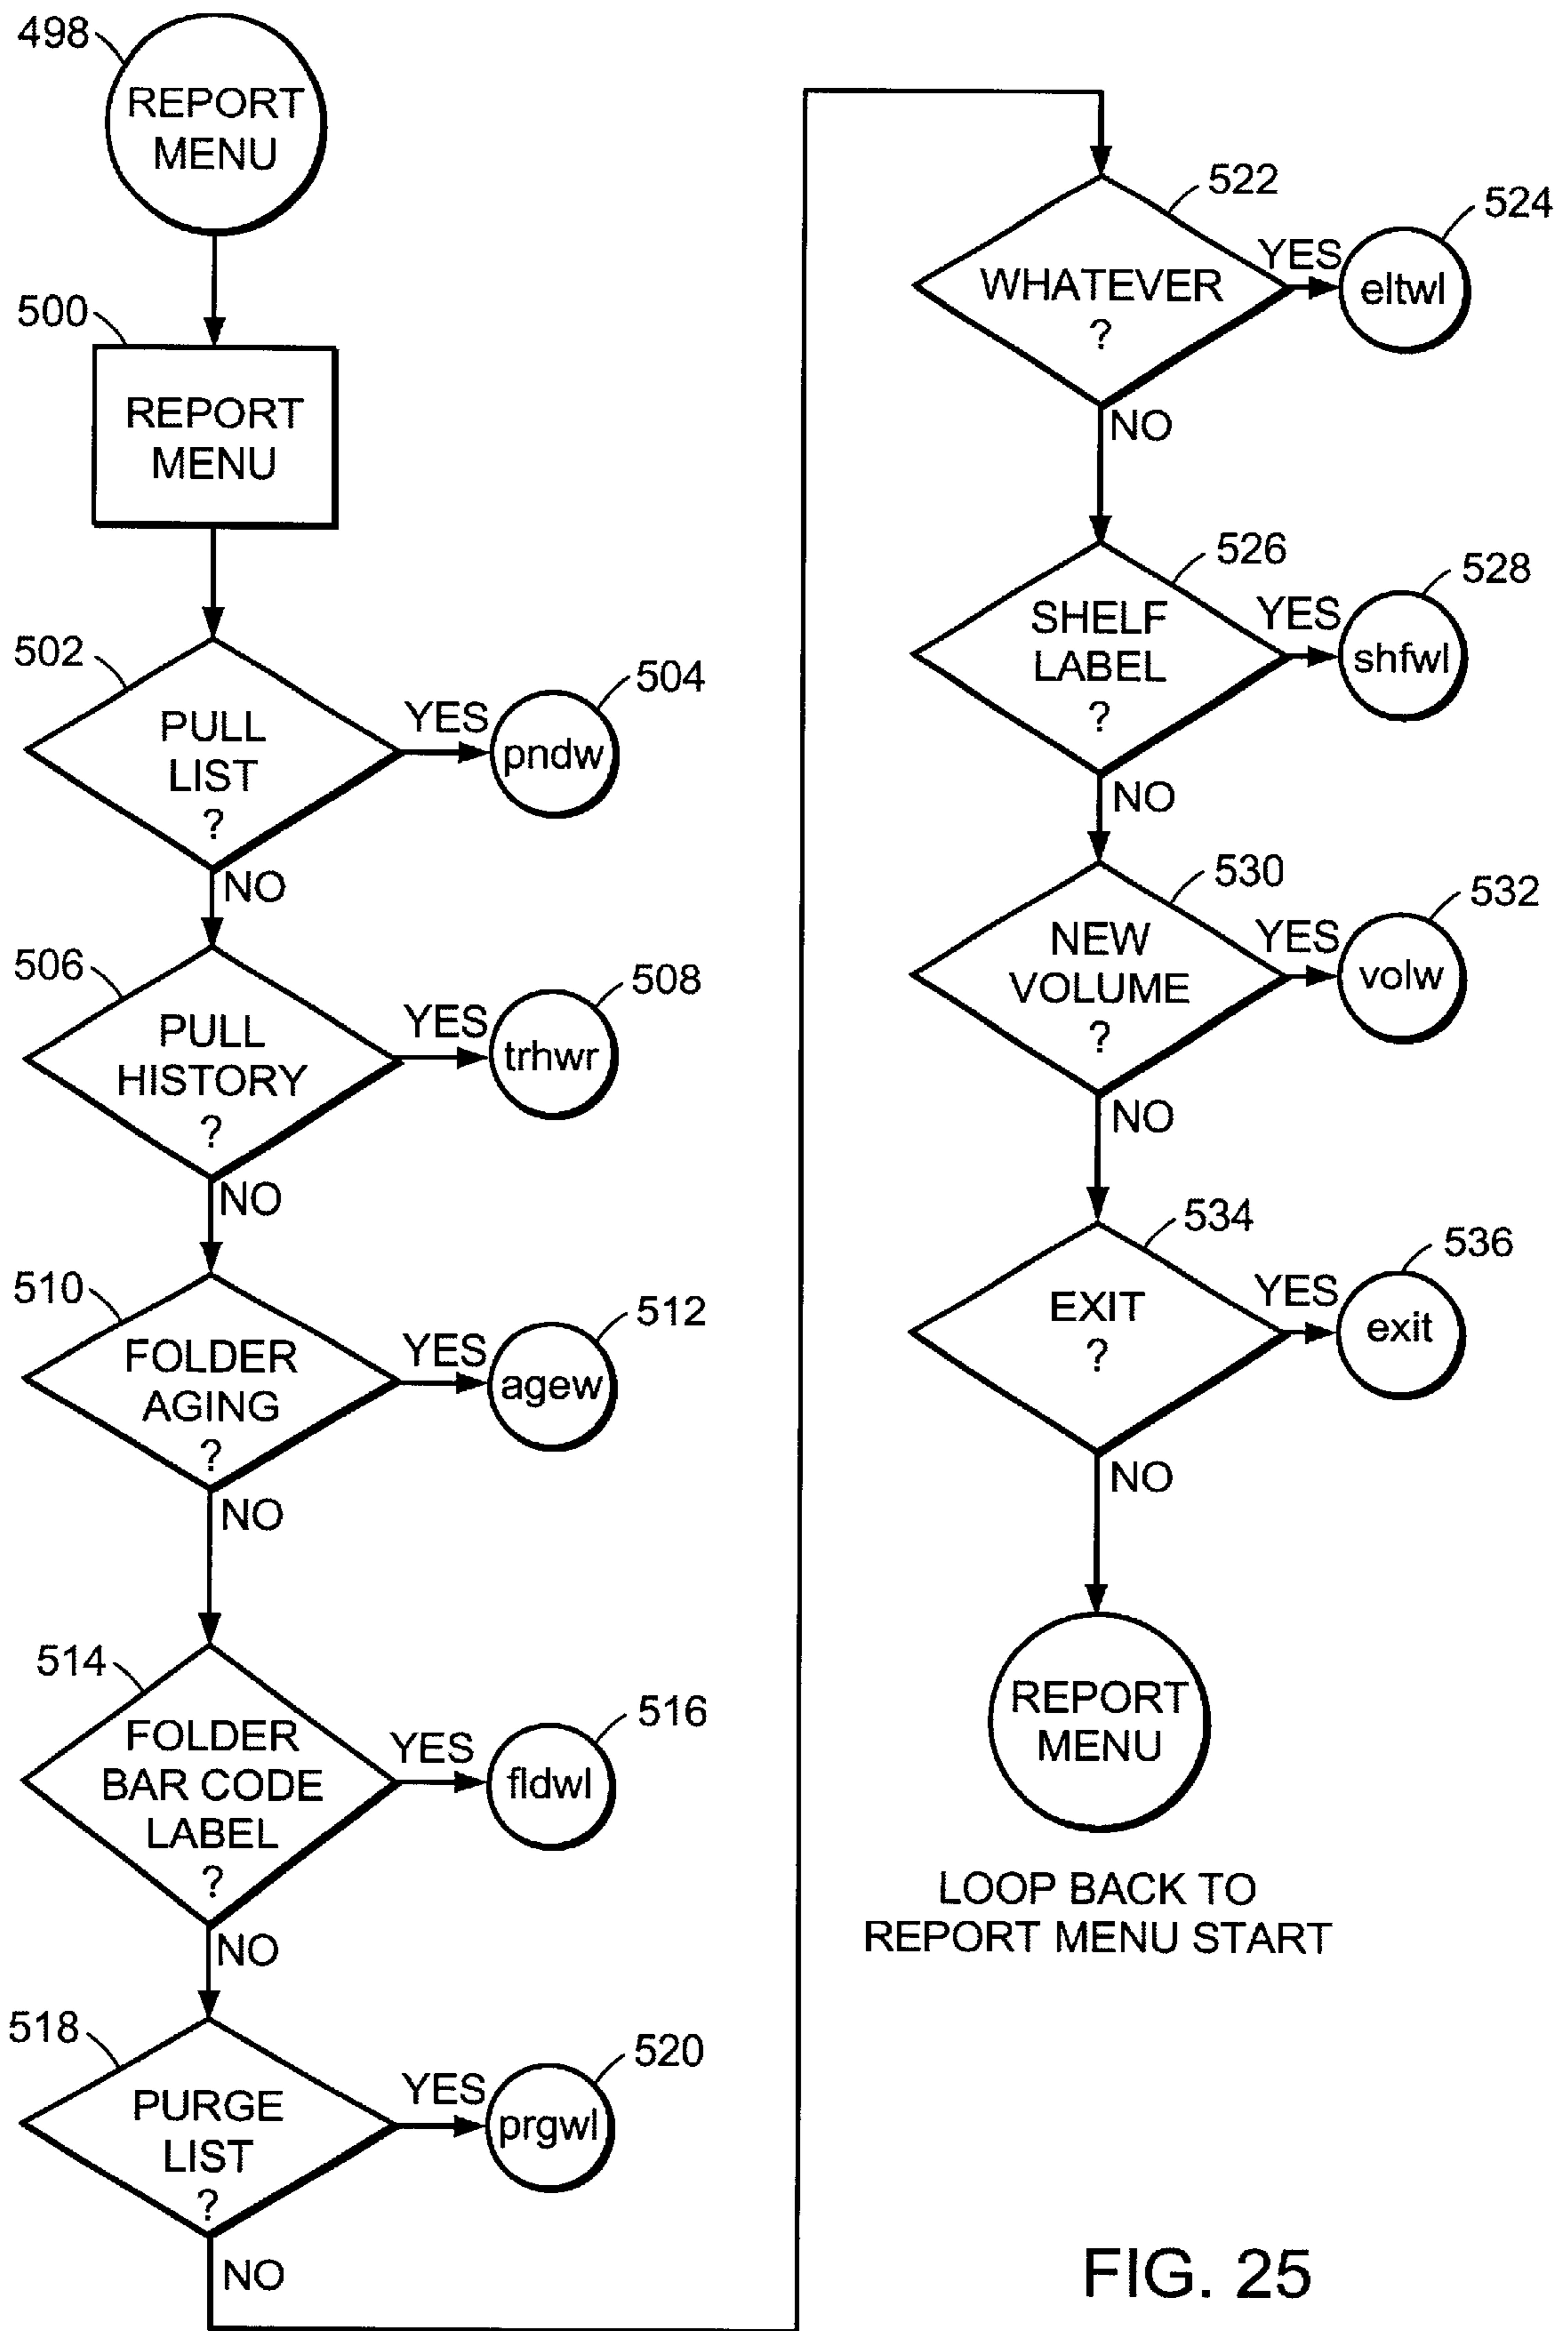 498
REPORT
MENU
500
REPORT
MENU
502
PULL
LIST
?
YES
pndw
504
NO
506
PULL
HISTORY
?
YES
trhwr
508
NO
510
FOLDER
AGING
?
YES
agew
512
NO
514
FOLDER
BAR CODE
LABEL
?
YES
fldwl
516
NO
518
PURGE
LIST
?
YES
prgwl
520
NO
522
WHATEVER
?
YES
eltwl
524
NO
526
SHELF
LABEL
?
YES
shfwl
528
NO
530
NEW
VOLUME
?
YES
volw
532
NO
534
EXIT
?
YES
exit
536
NO
REPORT
MENU
LOOP BACK TO
REPORT MENU START
FIG. 25